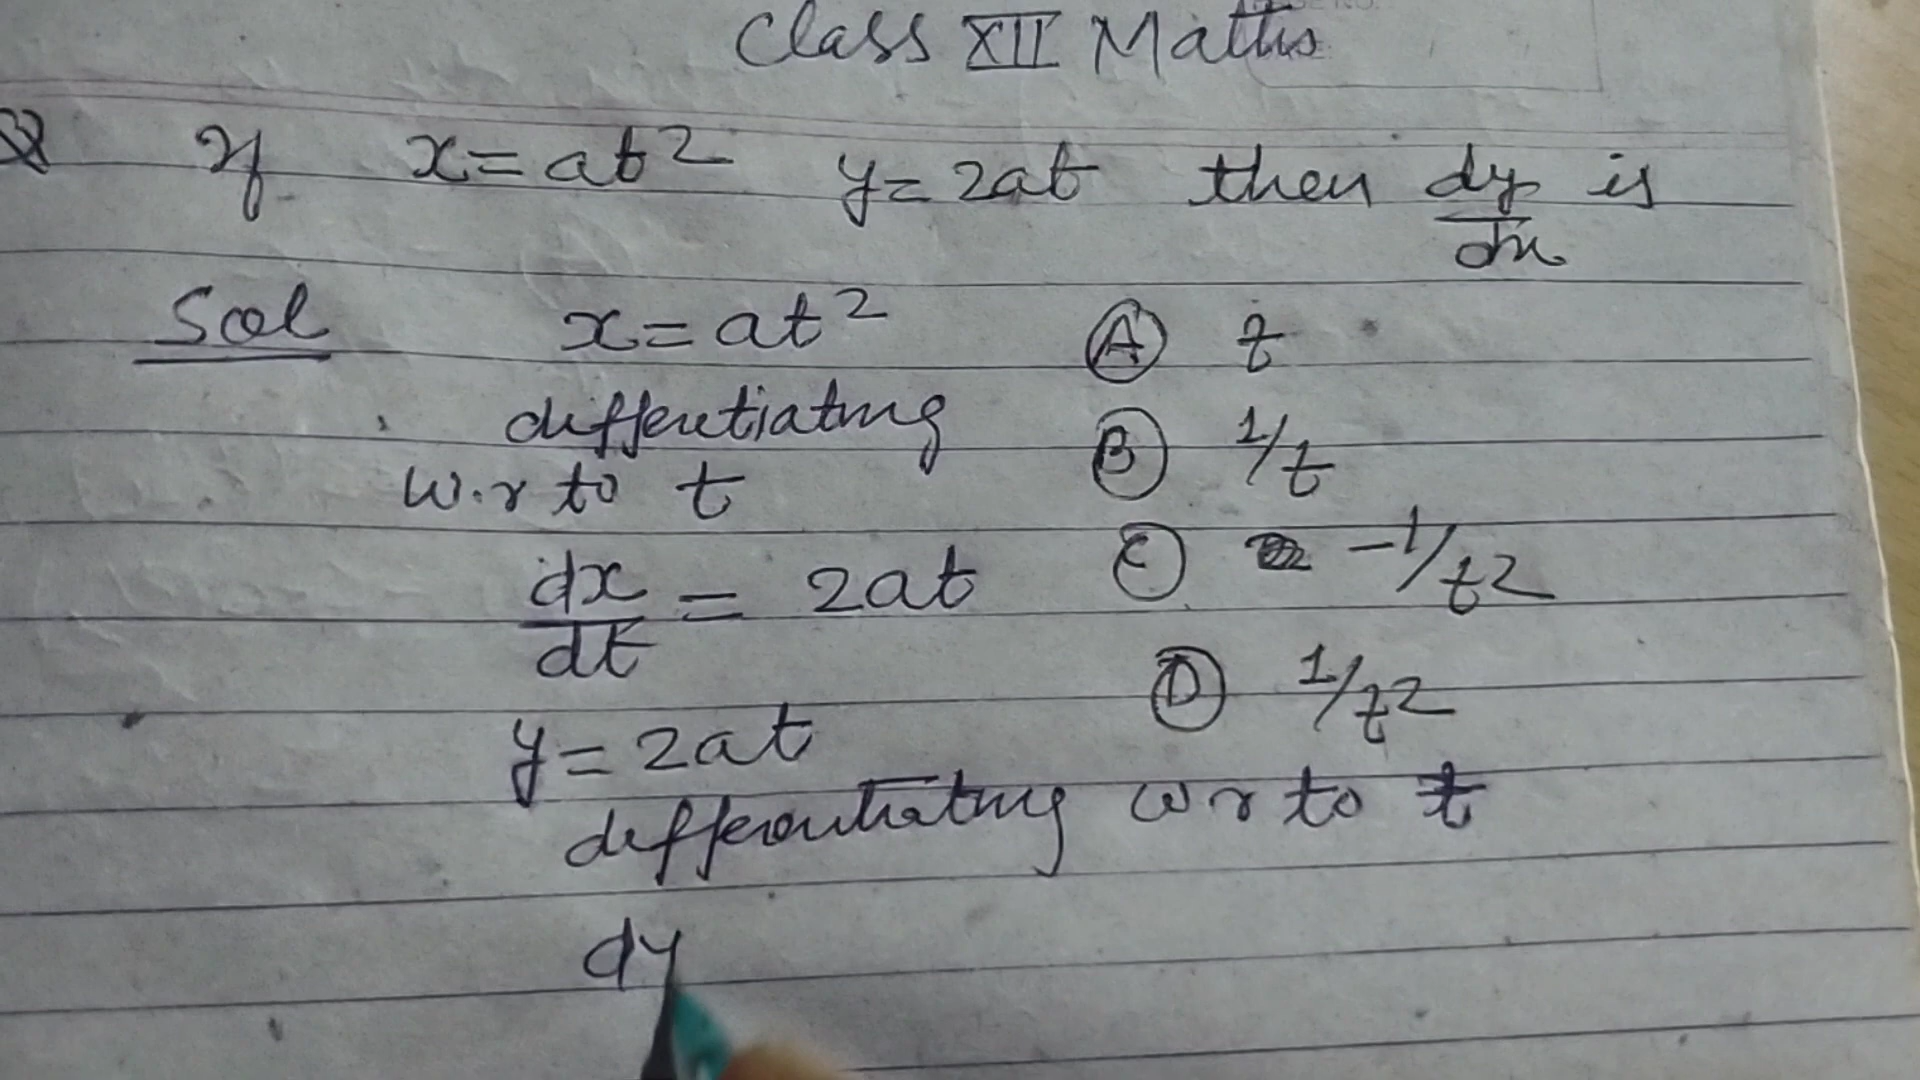 Class XII Maths
Q If x = at² y = 2at then dy/dx is
Sol x = at² (A) t
differentiating (B) 1/t
w.r to t
dx/dt = 2at (C) -1/t²
(D) 1/t²
y = 2at
differentiating w r to t
dy